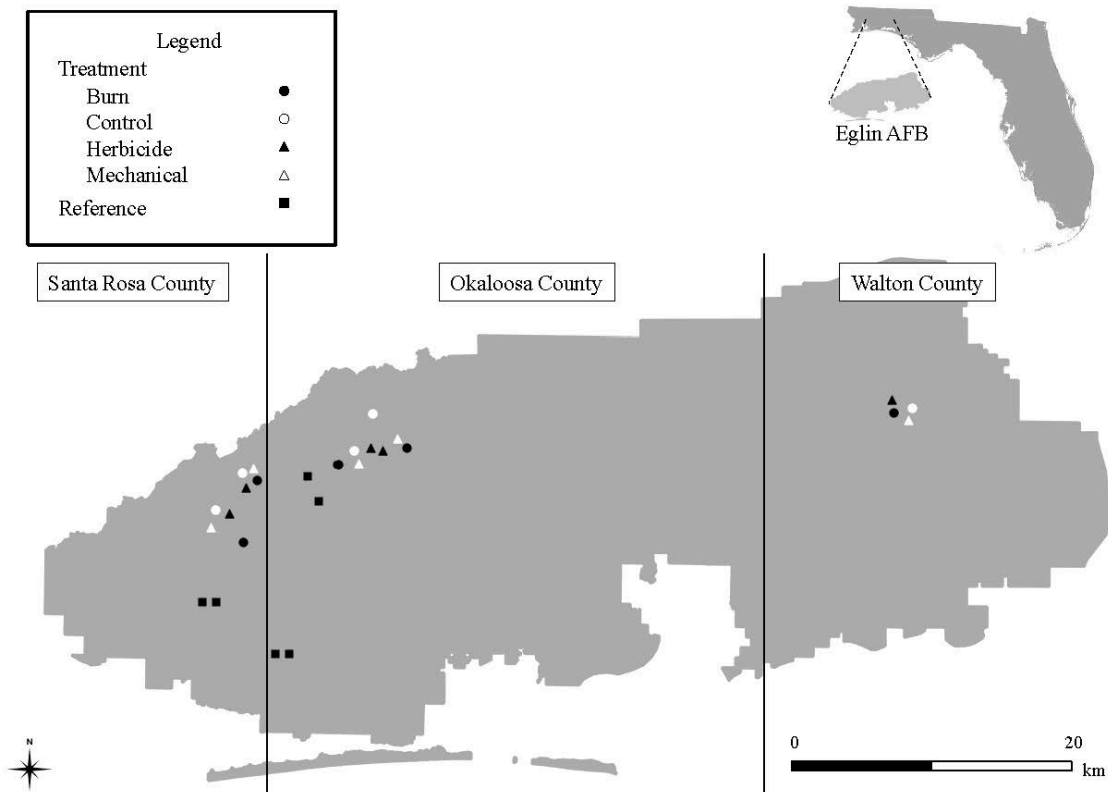 Legend
Treatment
Burn
Control
Herbicide
Mechanical
Reference
Eglin AFB
Santa Rosa County
Okaloosa County
Walton County
N
0 20
km